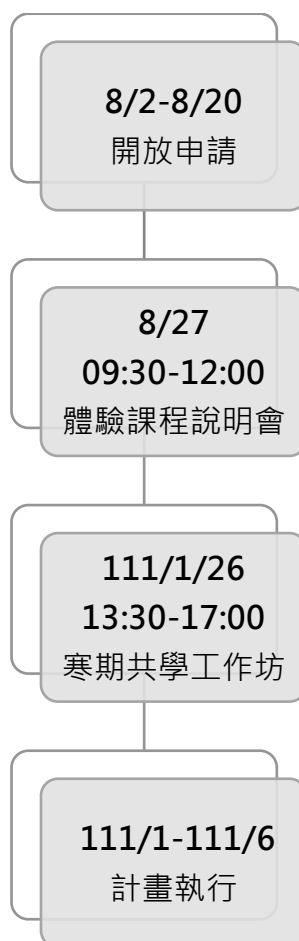 8/2-8/20
開放申請
8/27
09:30-12:00
體驗課程說明會
111/1/26
13:30-17:00
寒期共學工作坊
111/1-111/6
計畫執行